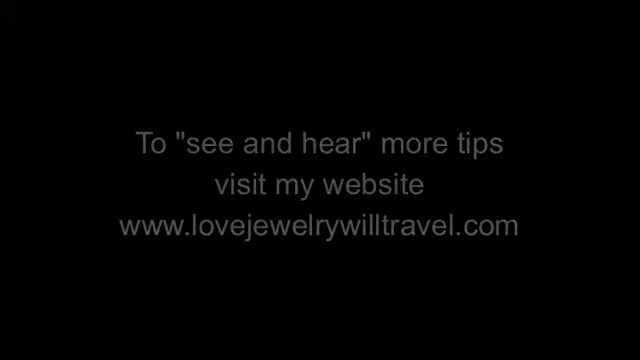 To "see and hear" more tips
visit my website
www.lovejewelrywilltravel.com